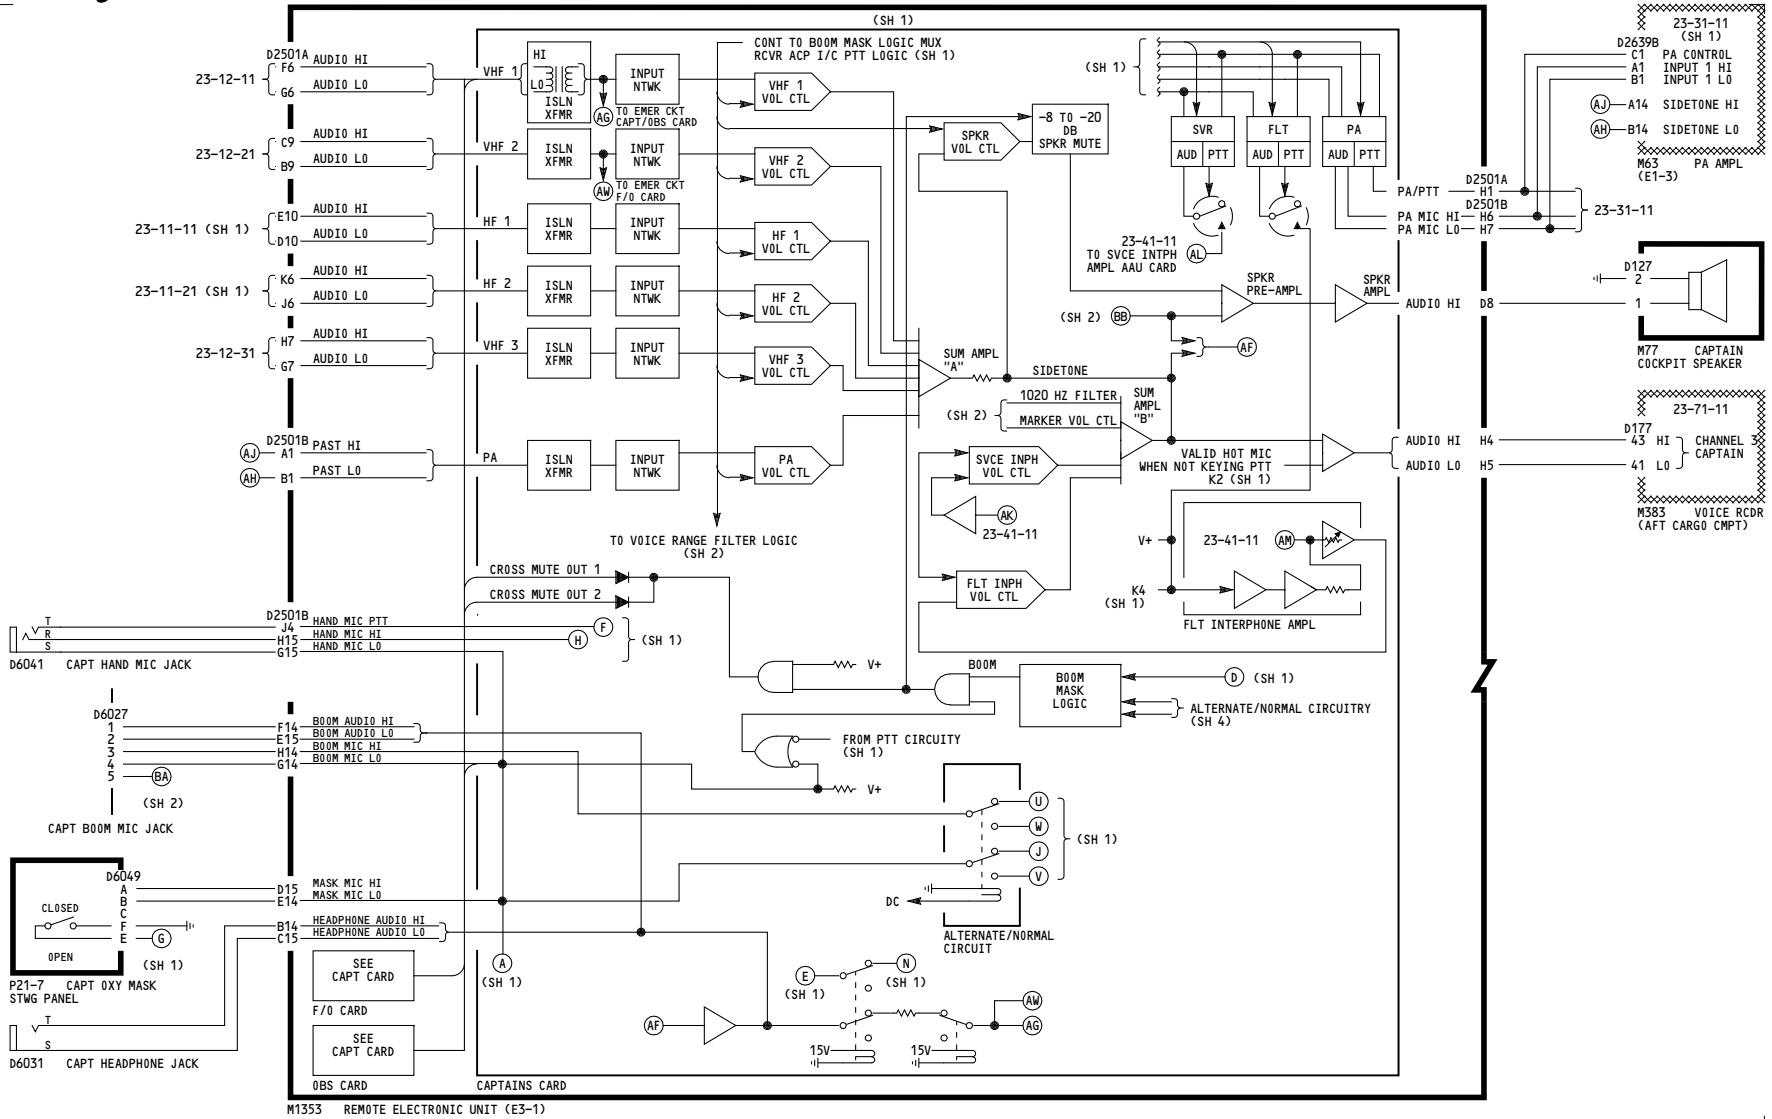 (SH 1)
D2501A
F6 AUDIO HI
23-12-11
G6 AUDIO LO
VHF 1
HI
LO
ISLN
XFMR
AG
TO EMER CKT
CAPT/OBS CARD
INPUT
NTWK
CONT TO BOOM MASK LOGIC MUX
RCVR ACP I/C PTT LOGIC (SH 1)
VHF 1
VOL CTL
C9 AUDIO HI
23-12-21
B9 AUDIO LO
VHF 2
ISLN
XFMR
AW
TO EMER CKT
F/O CARD
INPUT
NTWK
VHF 2
VOL CTL
E10 AUDIO HI
23-11-11 (SH 1)
D10 AUDIO LO
HF 1
ISLN
XFMR
INPUT
NTWK
HF 1
VOL CTL
K6 AUDIO HI
23-11-21 (SH 1)
J6 AUDIO LO
HF 2
ISLN
XFMR
INPUT
NTWK
HF 2
VOL CTL
H7 AUDIO HI
23-12-31
G7 AUDIO LO
VHF 3
ISLN
XFMR
INPUT
NTWK
VHF 3
VOL CTL
D2501B
AJ A1 PAST HI
AH B1 PAST LO
PA
ISLN
XFMR
INPUT
NTWK
PA
VOL CTL
TO VOICE RANGE FILTER LOGIC
(SH 2)
SPKR
VOL CTL
-8 TO -20
DB
SPKR MUTE
(SH 1)
SVR
AUD PTT
FLT
AUD PTT
PA
AUD PTT
23-41-11
TO SVCE INTPH
AMPL AAU CARD
AL
PA/PTT
PA MIC HI
PA MIC LO
D2501A
H1
D2501B
H6
H7
23-31-11
23-31-11
(SH 1)
D2639B
C1 PA CONTROL
A1 INPUT 1 HI
B1 INPUT 1 LO
AJ A14 SIDETONE HI
AH B14 SIDETONE LO
M63 PA AMPL
(E1-3)
SPKR
PRE-AMPL
SPKR
AMPL
AUDIO HI D8
D127
2
1
M77 CAPTAIN
COCKPIT SPEAKER
(SH 2) BB
AF
SUM AMPL
"A"
SIDETONE
1020 HZ FILTER
(SH 2)
MARKER VOL CTL
SUM
AMPL
"B"
SVCE INPH
VOL CTL
VALID HOT MIC
WHEN NOT KEYING PTT
K2 (SH 1)
AUDIO HI H4
AUDIO LO H5
23-71-11
D177
43 HI
41 LO
CHANNEL 3
CAPTAIN
M383 VOICE RCDR
(AFT CARGO CMPT)
AK
23-41-11
V+
23-41-11 AM
FLT INPH
VOL CTL
K4
(SH 1)
FLT INTERPHONE AMPL
CROSS MUTE OUT 1
CROSS MUTE OUT 2
D2501B
T J4 HAND MIC PTT F
R H15 HAND MIC HI H
S G15 HAND MIC LO
(SH 1)
D6041 CAPT HAND MIC JACK
V+
BOOM
BOOM
MASK
LOGIC
D (SH 1)
ALTERNATE/NORMAL CIRCUITRY
(SH 4)
D6027
1 F14 BOOM AUDIO HI
2 E15 BOOM AUDIO LO
3 H14 BOOM MIC HI
4 G14 BOOM MIC LO
5 BA
(SH 2)
CAPT BOOM MIC JACK
FROM PTT CIRCUITY
(SH 1)
V+
U
W
J
V
(SH 1)
DC
ALTERNATE/NORMAL
CIRCUIT
D6049
A D15 MASK MIC HI
B E14 MASK MIC LO
C
CLOSED
F
E G
OPEN
(SH 1)
B14 HEADPHONE AUDIO HI
C15 HEADPHONE AUDIO LO
P21-7 CAPT OXY MASK
STWG PANEL
T
S
D6031 CAPT HEADPHONE JACK
SEE
CAPT CARD
F/O CARD
SEE
CAPT CARD
OBS CARD
A
(SH 1)
E
(SH 1)
N
(SH 1)
AF
AW
AG
15V
15V
CAPTAINS CARD
M1353 REMOTE ELECTRONIC UNIT (E3-1)